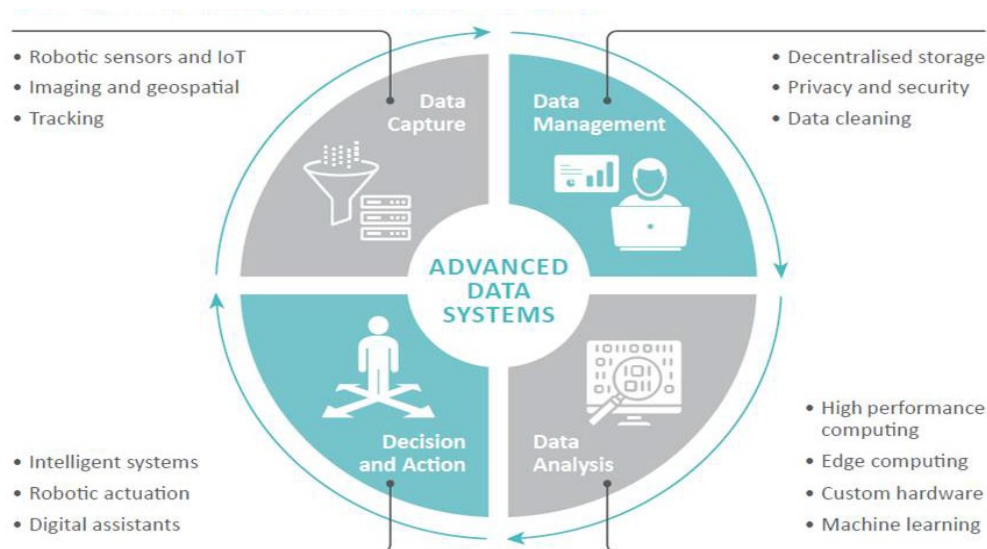 • Robotic sensors and IoT
• Imaging and geospatial
• Tracking
Data
Capture
Data
Management
• Decentralised storage
• Privacy and security
• Data cleaning
ADVANCED
DATA
SYSTEMS
Decision
and Action
Data
Analysis
• Intelligent systems
• Robotic actuation
• Digital assistants
• High performance
computing
• Edge computing
• Custom hardware
• Machine learning